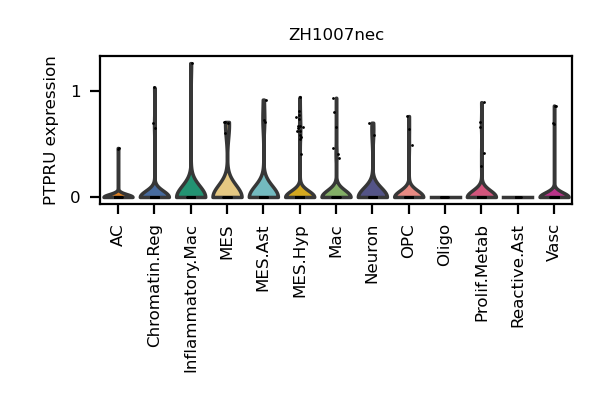 ZH1007nec
PTPRU expression
1
0
AC
Chromatin.Reg
Inflammatory.Mac
MES
MES.Ast
MES.Hyp
Mac
Neuron
OPC
Oligo
Prolif.Metab
Reactive.Ast
Vasc